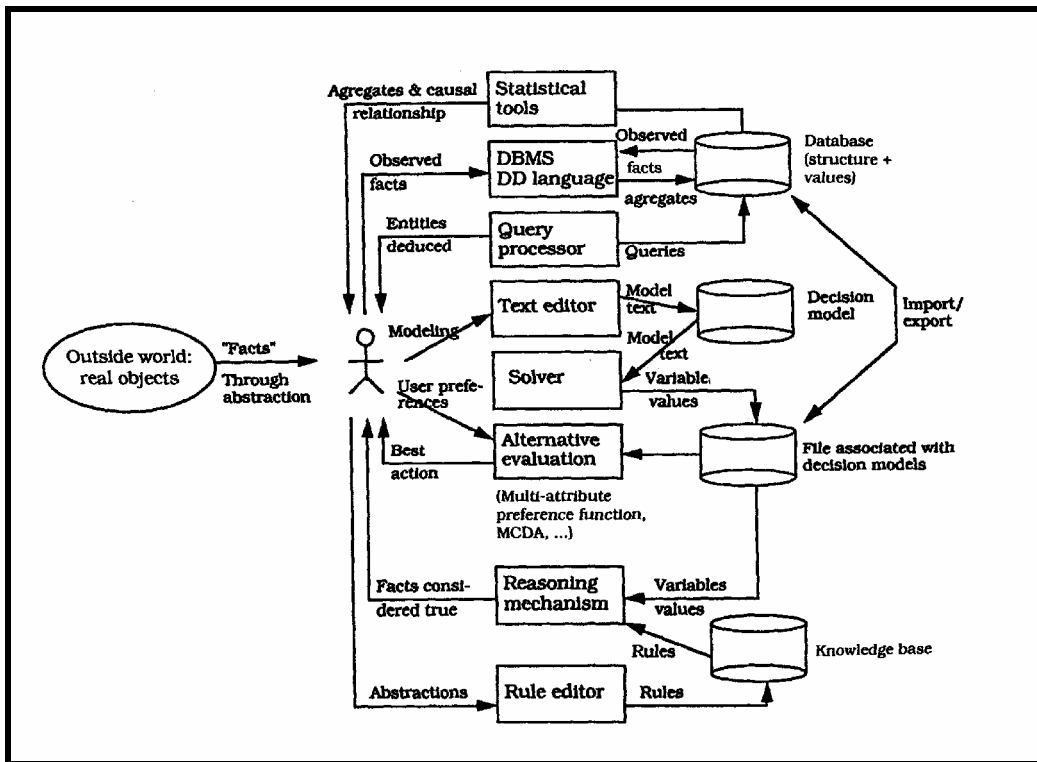 Agregates & causal
relationship
Statistical
tools
Observed
facts
DBMS
DD language
Observed
facts
agregates
Database
(structure +
values)
Entities
deduced
Query
processor
Queries
Modeling
Text editor
Model
text
Decision
model
Import/
export
Outside world:
real objects
"Facts"
Through
abstraction
Model
text
Solver
Variable
values
User prefe-
rences
Best
action
Alternative
evaluation
(Multi-attribute
preference function,
MCDA, ...)
File associated with
decision models
Facts consi-
dered true
Reasoning
mechanism
Variables
values
Rules
Knowledge base
Abstractions
Rule editor
Rules